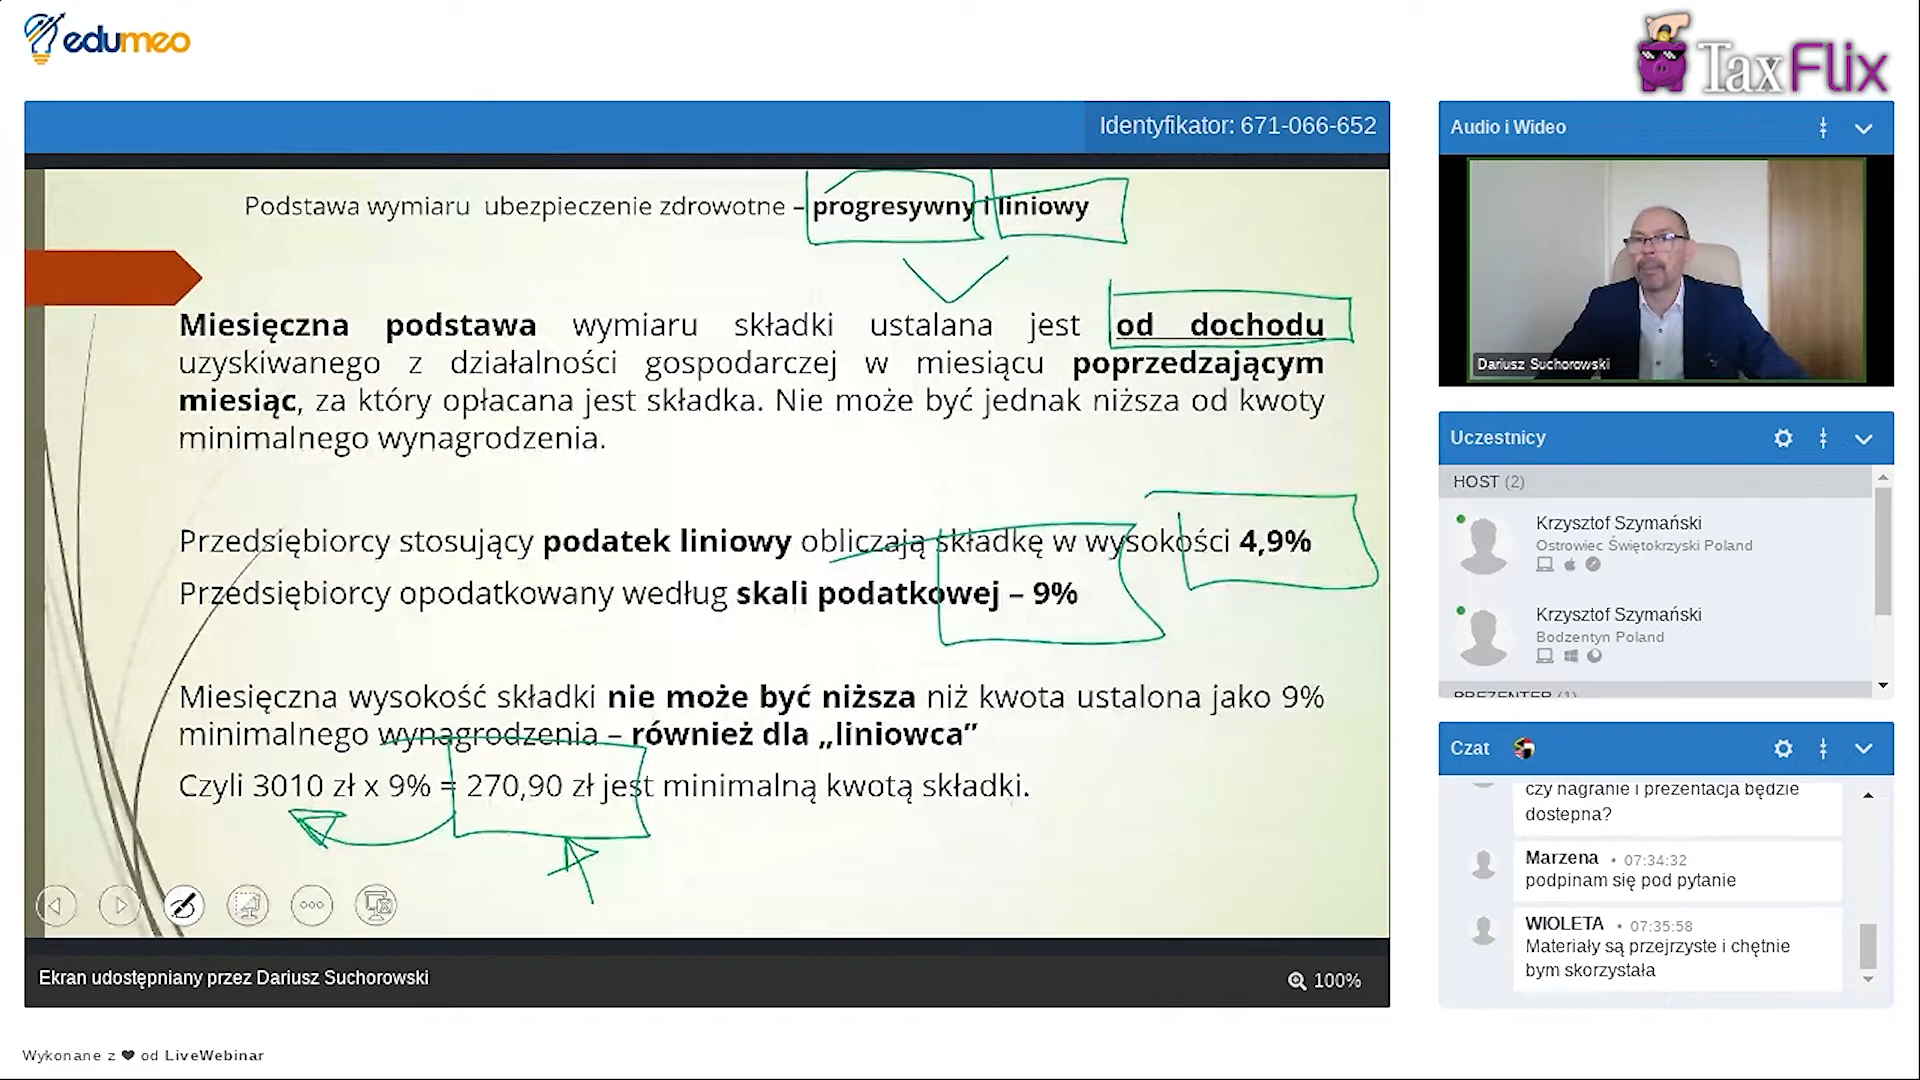 edumeo
TaxFlix
Identyfikator: 671-066-652
Podstawa wymiaru ubezpieczenie zdrowotne – progresywny i liniowy
Miesięczna podstawa wymiaru składki ustalana jest od dochodu
uzyskiwanego z działalności gospodarczej w miesiącu poprzedzającym
miesiąc, za który opłacana jest składka. Nie może być jednak niższa od kwoty
minimalnego wynagrodzenia.
Przedsiębiorcy stosujący podatek liniowy obliczają składkę w wysokości 4,9%
Przedsiębiorcy opodatkowany według skali podatkowej – 9%
Miesięczna wysokość składki nie może być niższa niż kwota ustalona jako 9%
minimalnego wynagrodzenia – również dla „liniowca”
Czyli 3010 zł x 9% = 270,90 zł jest minimalną kwotą składki.
Ekran udostępniany przez Dariusz Suchorowski
100%
Audio i Wideo
Dariusz Suchorowski
Uczestnicy
HOST (2)
Krzysztof Szymański
Ostrowiec Świętokrzyski Poland
Krzysztof Szymański
Bodzentyn Poland
PREZENTER (1)
Czat
czy nagranie i prezentacja będzie
dostepna?
Marzena • 07:34:32
podpinam się pod pytanie
WIOLETA • 07:35:58
Materiały są przejrzyste i chętnie
bym skorzystała
Wykonane z ❤ od LiveWebinar